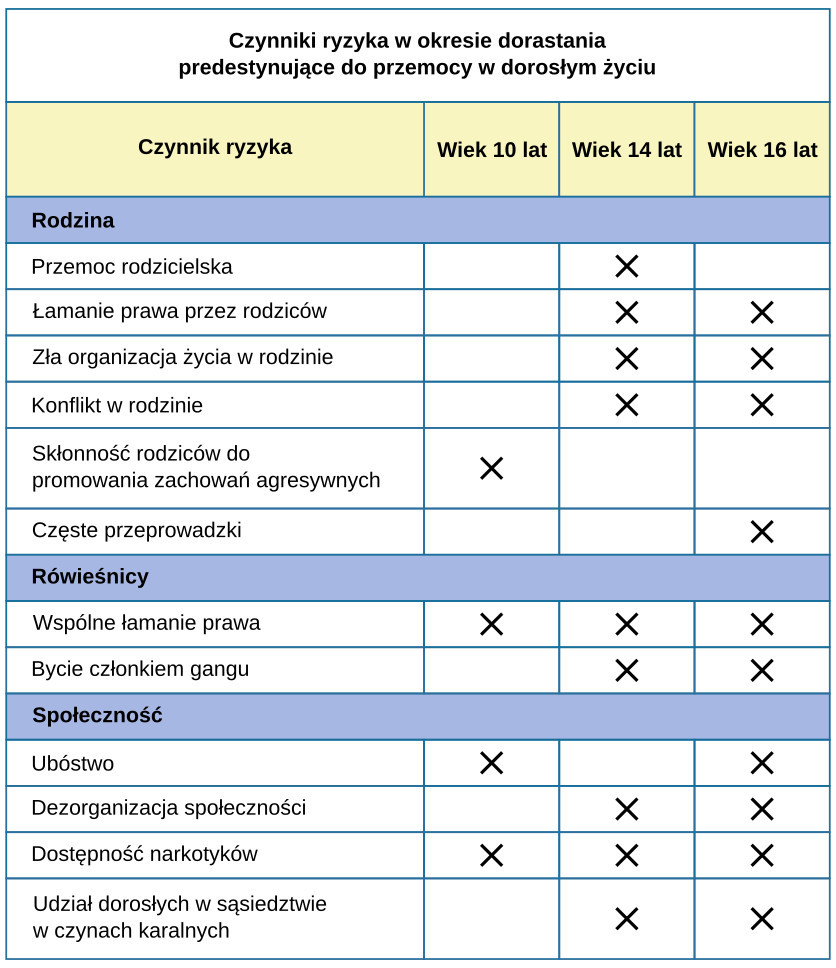 Czynniki ryzyka w okresie dorastania
predestynujące do przemocy w dorosłym życiu
Czynnik ryzyka Wiek 10 lat Wiek 14 lat Wiek 16 lat
Rodzina
Przemoc rodzicielska
Łamanie prawa przez rodziców
Zła organizacja życia w rodzinie
Konflikt w rodzinie
Skłonność rodziców do
promowania zachowań agresywnych
Częste przeprowadzki
Rówieśnicy
Wspólne łamanie prawa
Bycie członkiem gangu
Społeczność
Ubóstwo
Dezorganizacja społeczności
Dostępność narkotyków
Udział dorosłych w sąsiedztwie
w czynach karalnych